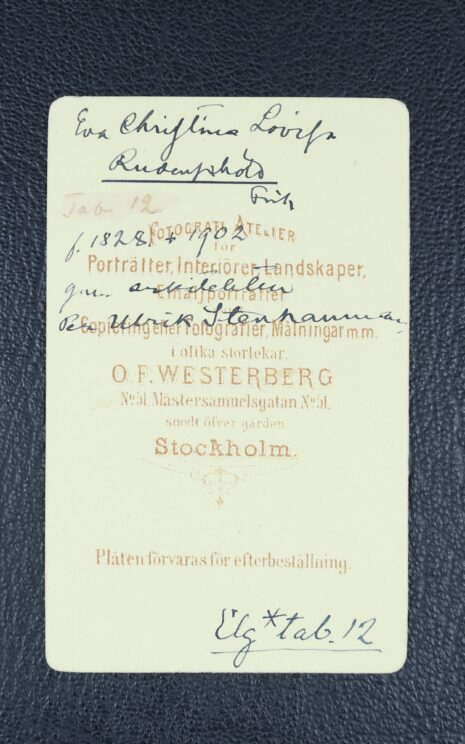 Eva Christina Lovisa
Rudenschöld
Frih
Tab 12
FOTOGRAFI ATELIER
f. 1828 + 1902
för
Porträtter, Interiörer, Landskaper,
gm.
Emaljporträtter
Per Ulrik Stenhammar
Copiering efter Fotografier, Målningar m.m.
i olika storlekar.
O. F. WESTERBERG
No 51. Mästersamuelsgatan No 51.
snedt öfver gården.
Stockholm.
Plåten förvaras för efterbeställning.
Elg * tab. 12